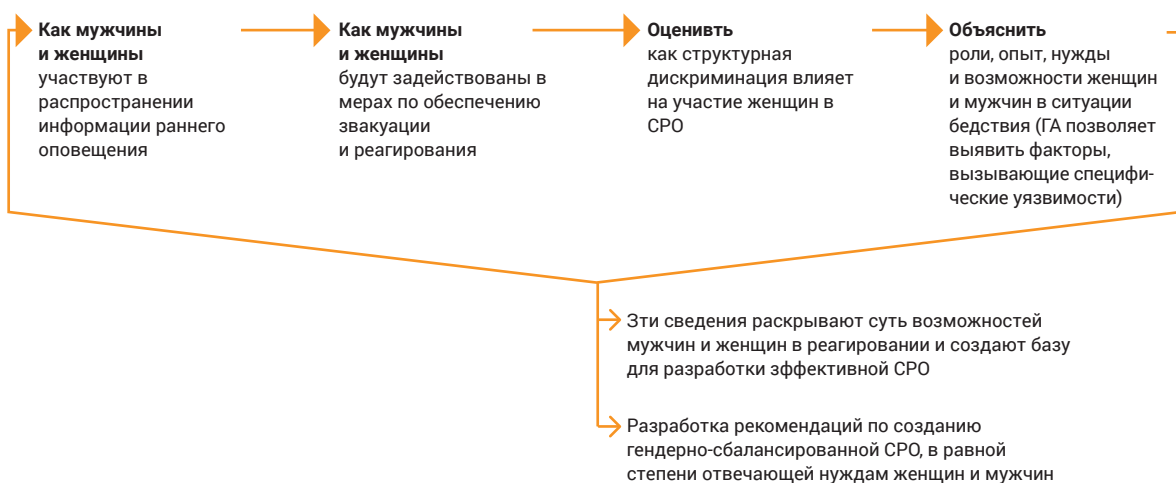 Как мужчины
и женщины
участвуют в
распространении
информации раннего
оповещения
Как мужчины
и женщины
будут задействованы в
мерах по обеспечению
звакуации
и реагирования
Оценивть
как структурная
дискриминация влияет
на участие женщин в
СРО
Объяснить
роли, опыт, нужды
и возможности женщин
и мужчин в ситуации
бедствия (ГА позволяет
выявить факторы,
вызывающие специфи-
ческие уязвимости)
Зти сведения раскрывают суть возможностей
мужчин и женщин в реагировании и создают базу
для разработки зффективной СРО
Разработка рекомендаций по созданию
гендерно-сбалансированной СРО, в равной
степени отвечающей нуждам женщин и мужчин